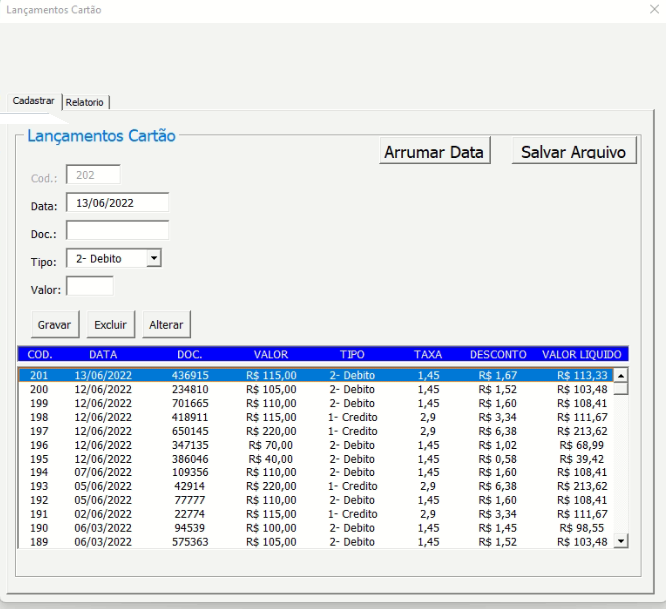 Lançamentos Cartão
Cadastrar Relatorio
Lançamentos Cartão
Arrumar Data Salvar Arquivo
Cod.: 202
Data: 13/06/2022
Doc.:
Tipo: 2- Debito
Valor:
Gravar Excluir Alterar
COD. DATA DOC. VALOR TIPO TAXA DESCONTO VALOR LIQUIDO
201 13/06/2022 436915 R$ 115,00 2- Debito 1,45 R$ 1,67 R$ 113,33
200 12/06/2022 234810 R$ 105,00 2- Debito 1,45 R$ 1,52 R$ 103,48
199 12/06/2022 701665 R$ 110,00 2- Debito 1,45 R$ 1,60 R$ 108,41
198 12/06/2022 418911 R$ 115,00 1- Credito 2,9 R$ 3,34 R$ 111,67
197 12/06/2022 650145 R$ 220,00 1- Credito 2,9 R$ 6,38 R$ 213,62
196 12/06/2022 347135 R$ 70,00 2- Debito 1,45 R$ 1,02 R$ 68,99
195 12/06/2022 386046 R$ 40,00 2- Debito 1,45 R$ 0,58 R$ 39,42
194 07/06/2022 109356 R$ 110,00 2- Debito 1,45 R$ 1,60 R$ 108,41
193 05/06/2022 42914 R$ 220,00 1- Credito 2,9 R$ 6,38 R$ 213,62
192 05/06/2022 77777 R$ 110,00 2- Debito 1,45 R$ 1,60 R$ 108,41
191 02/06/2022 22774 R$ 115,00 1- Credito 2,9 R$ 3,34 R$ 111,67
190 06/03/2022 94539 R$ 100,00 2- Debito 1,45 R$ 1,45 R$ 98,55
189 06/03/2022 575363 R$ 105,00 2- Debito 1,45 R$ 1,52 R$ 103,48